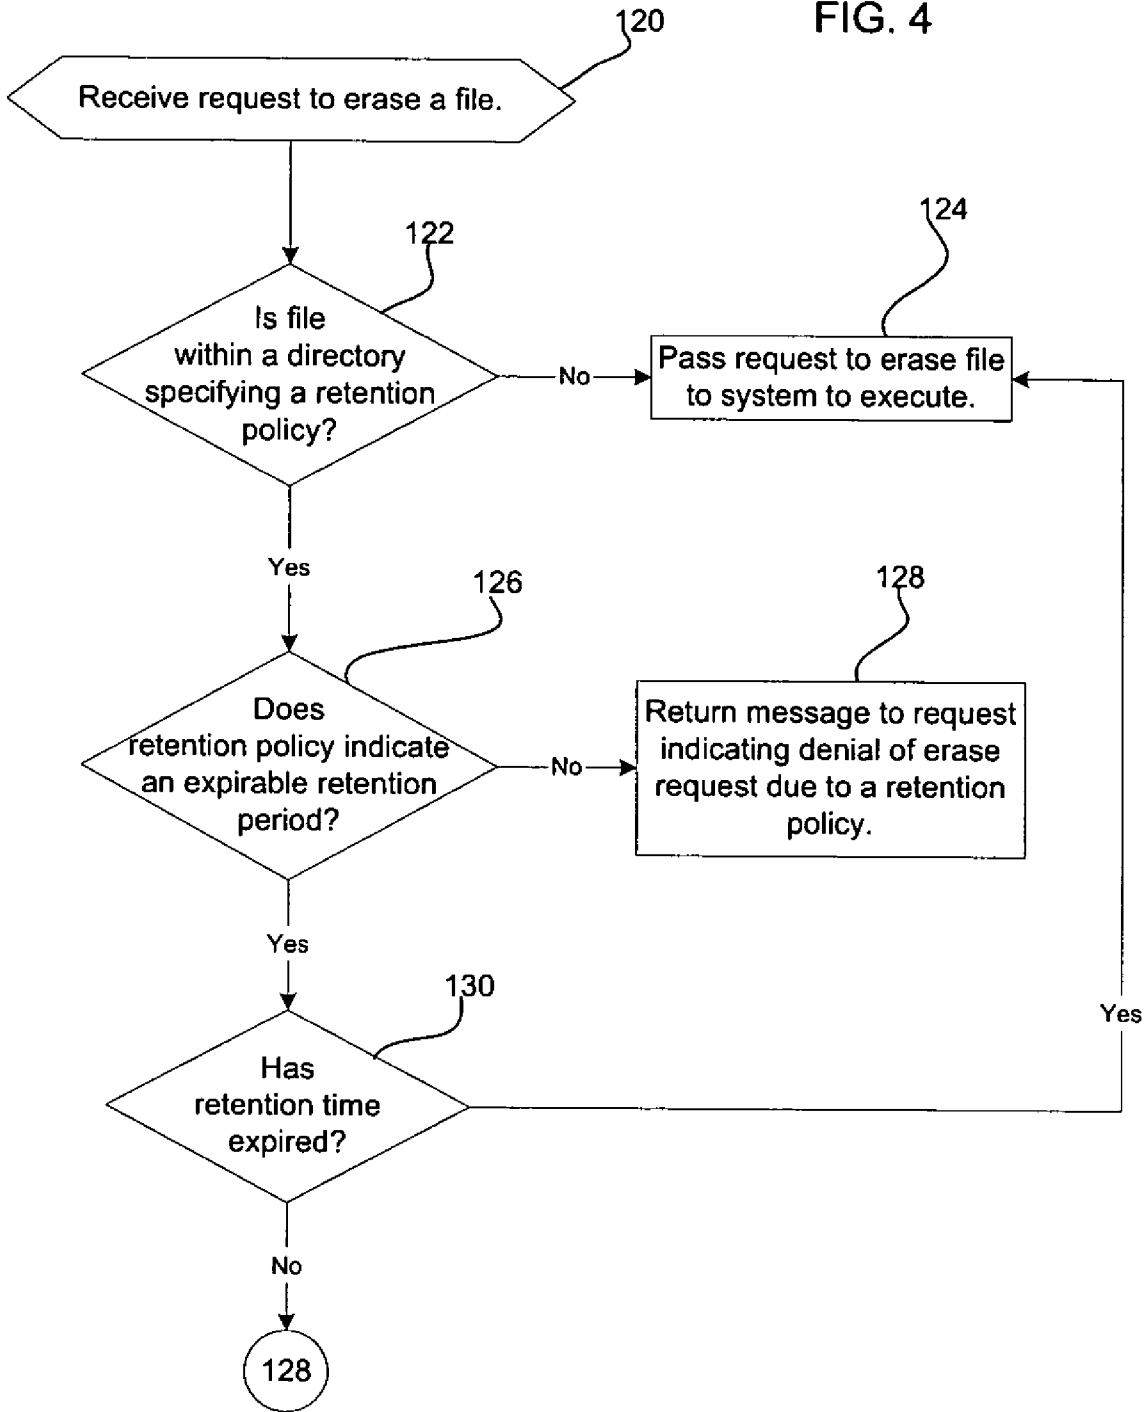 FIG. 4
120
Receive request to erase a file.
122
Is file
within a directory
specifying a retention
policy?
No
124
Pass request to erase file
to system to execute.
Yes
126
Does
retention policy indicate
an expirable retention
period?
No
128
Return message to request
indicating denial of erase
request due to a retention
policy.
Yes
130
Has
retention time
expired?
Yes
No
128